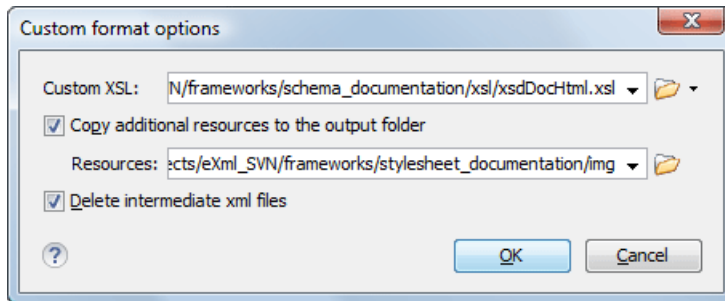 Custom format options
Custom XSL: N/frameworks/schema_documentation/xsl/xsdDocHtml.xsl
Copy additional resources to the output folder
Resources: ects/eXml_SVN/frameworks/stylesheet_documentation/img
Delete intermediate xml files
? OK Cancel